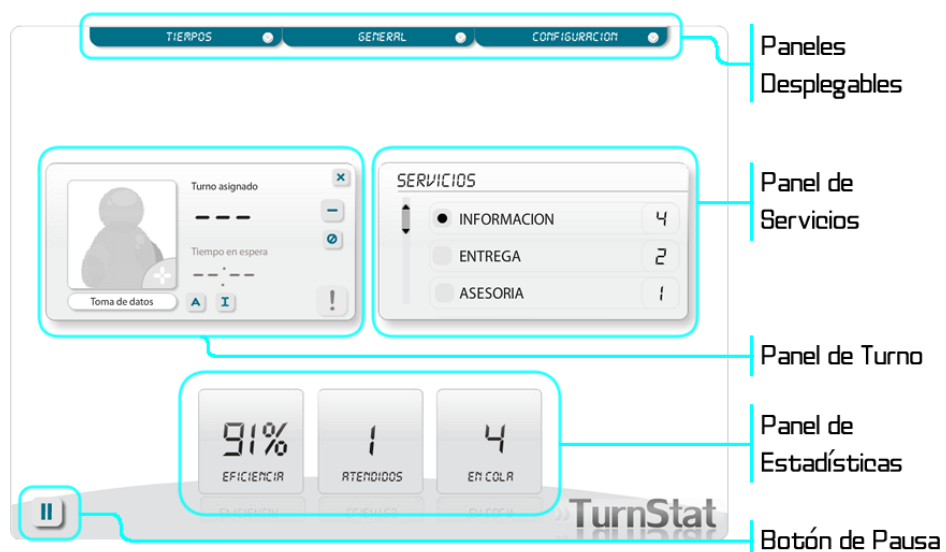 TIEMPOS
GENERAL
CONFIGURACION
Paneles
Desplegables
Turno asignado
---
Tiempo en espera
--:--
Toma de datos
A
I
!
SERVICIOS
INFORMACION 4
ENTREGA 2
ASESORIA 1
Panel de
Servicios
Panel de Turno
91%
EFICIENCIA
1
ATENDIDOS
4
EN COLA
Panel de
Estadísticas
TurnStat
Botón de Pausa